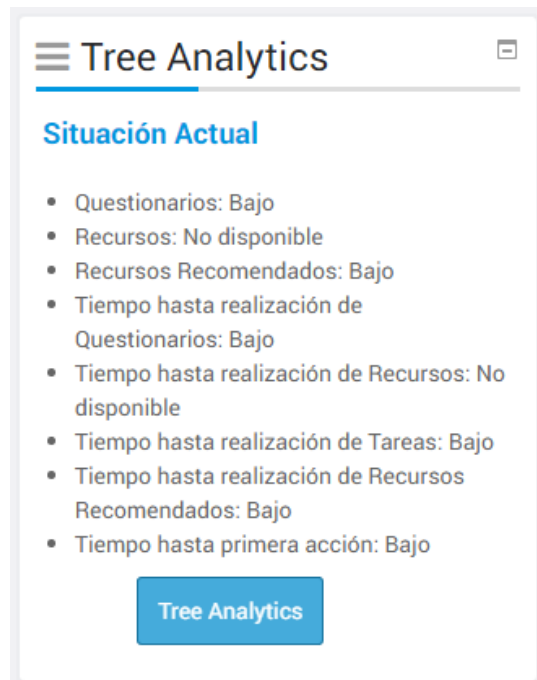 Tree Analytics
Situación Actual
Questionarios: Bajo
Recursos: No disponible
Recursos Recomendados: Bajo
Tiempo hasta realización de
Questionarios: Bajo
Tiempo hasta realización de Recursos: No
disponible
Tiempo hasta realización de Tareas: Bajo
Tiempo hasta realización de Recursos
Recomendados: Bajo
Tiempo hasta primera acción: Bajo
Tree Analytics